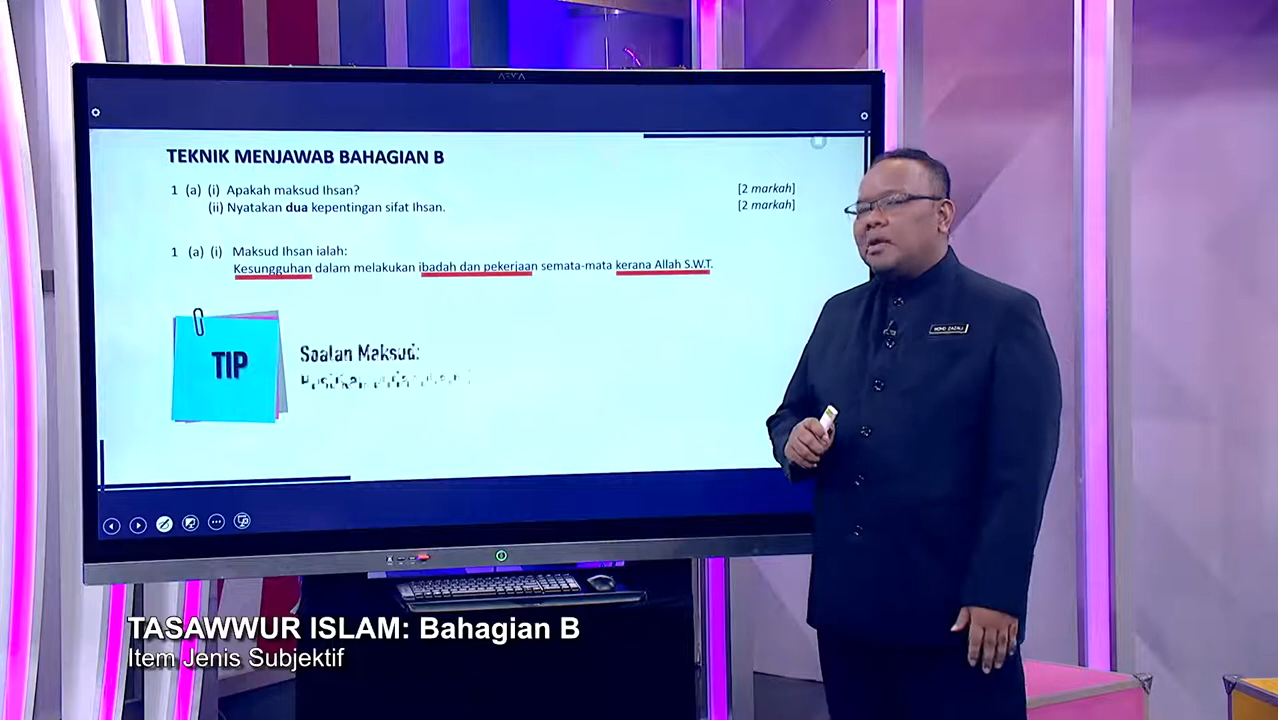 TEKNIK MENJAWAB BAHAGIAN B
1 (a) (i) Apakah maksud Ihsan? [2 markah]
(ii) Nyatakan dua kepentingan sifat Ihsan. [2 markah]
1 (a) (i) Maksud Ihsan ialah:
Kesungguhan dalam melakukan ibadah dan pekerjaan semata-mata kerana Allah S.W.T.
TIP
Soalan Maksud:
MOHD ZAZALI
TASAWWUR ISLAM: Bahagian B
Item Jenis Subjektif